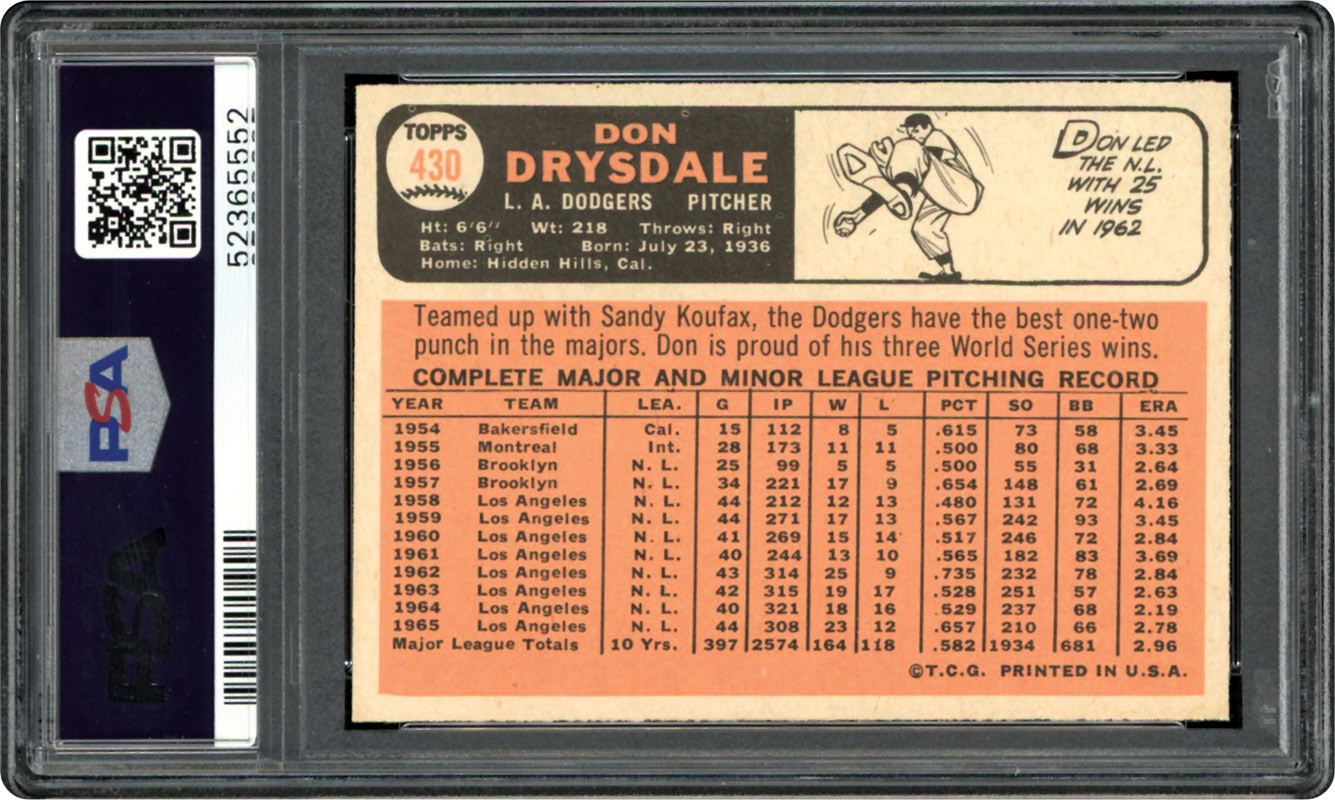 52365552
PSA
PSA
TOPPS
430
DON
DRYSDALE
L. A. DODGERS PITCHER
Ht: 6'6" Wt: 218 Throws: Right
Bats: Right Born: July 23, 1936
Home: Hidden Hills, Cal.
DON LED
THE N.L.
WITH 25
WINS
IN 1962
Teamed up with Sandy Koufax, the Dodgers have the best one-two
punch in the majors. Don is proud of his three World Series wins.
COMPLETE MAJOR AND MINOR LEAGUE PITCHING RECORD
YEAR TEAM LEA. G IP W L PCT SO BB ERA
1954 Bakersfield Cal. 15 112 8 5 .615 73 58 3.45
1955 Montreal Int. 28 173 11 11 .500 80 68 3.33
1956 Brooklyn N. L. 25 99 5 5 .500 55 31 2.64
1957 Brooklyn N. L. 34 221 17 9 .654 148 61 2.69
1958 Los Angeles N. L. 44 212 12 13 .480 131 72 4.16
1959 Los Angeles N. L. 44 271 17 13 .567 242 93 3.45
1960 Los Angeles N. L. 41 269 15 14 .517 246 72 2.84
1961 Los Angeles N. L. 40 244 13 10 .565 182 83 3.69
1962 Los Angeles N. L. 43 314 25 9 .735 232 78 2.84
1963 Los Angeles N. L. 42 315 19 17 .528 251 57 2.63
1964 Los Angeles N. L. 40 321 18 16 .529 237 68 2.19
1965 Los Angeles N. L. 44 308 23 12 .657 210 66 2.78
Major League Totals 10 Yrs. 397 2574 164 118 .582 1934 681 2.96
©T.C.G. PRINTED IN U.S.A.